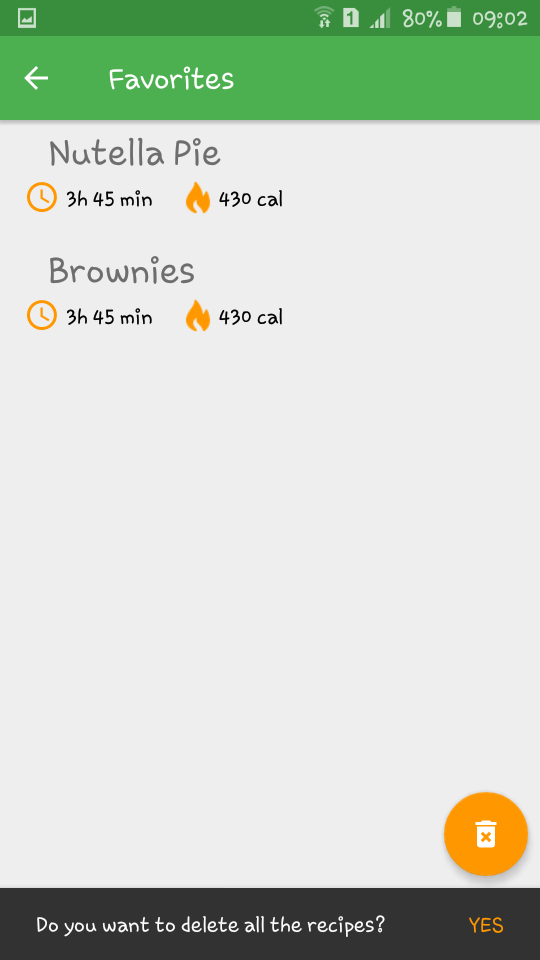 1 80% 09:02
Favorites
Nutella Pie
3h 45 min 430 cal
Brownies
3h 45 min 430 cal
Do you want to delete all the recipes? YES